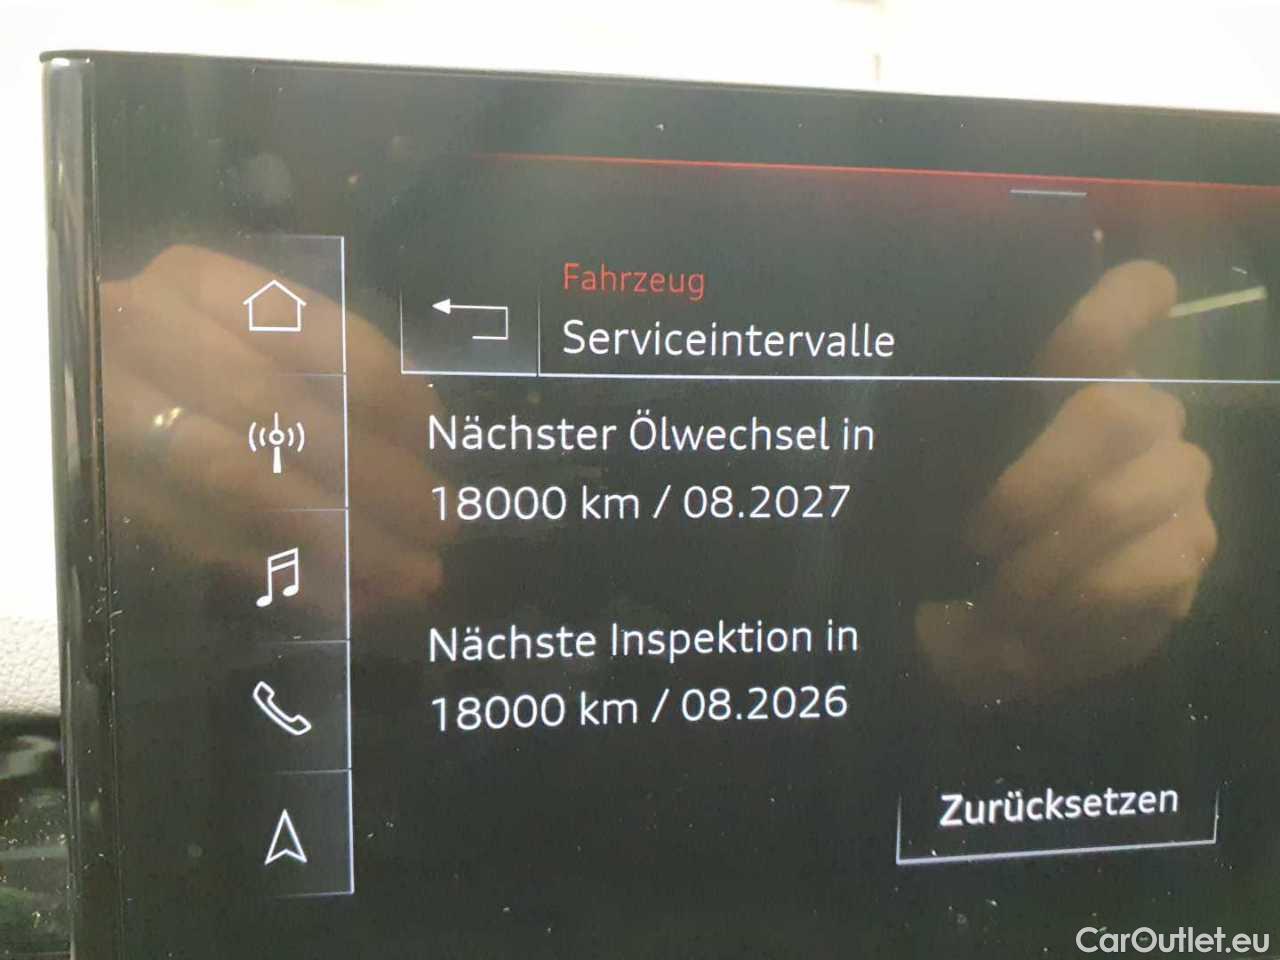 Fahrzeug
Serviceintervalle
Nächster Ölwechsel in
18000 km / 08.2027
Nächste Inspektion in
18000 km / 08.2026
Zurücksetzen
CarOutlet.eu